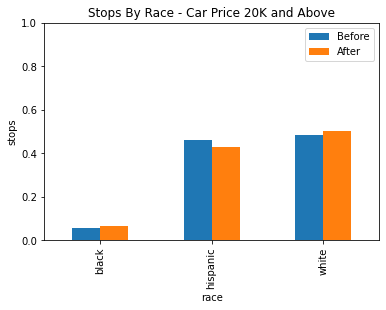 Stops By Race - Car Price 20K and Above
1.0
0.8
0.6
0.4
0.2
0.0
stops
Before
After
black
hispanic
white
race